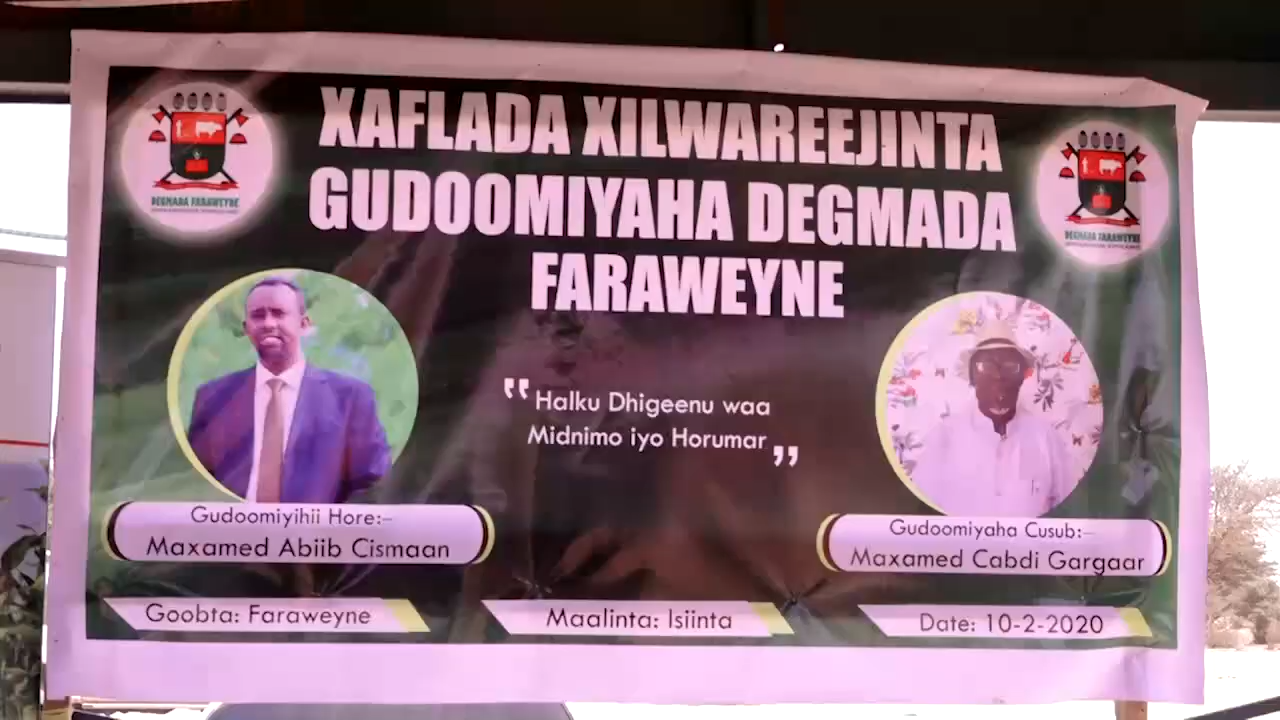 XAFLADA XILWAREEJINTA
GUDOOMIYAHA DEGMADA
FARAWEYNE
DEGMADA FARAWEYNE
DEGMADA FARAWEYNE
"Halku Dhigeenu waa
Midnimo iyo Horumar"
Gudoomiyihii Hore:-
Maxamed Abiib Cismaan
Gudoomiyaha Cusub:-
Maxamed Cabdi Gargaar
Goobta: Faraweyne
Maalinta: Isiinta
Date: 10-2-2020